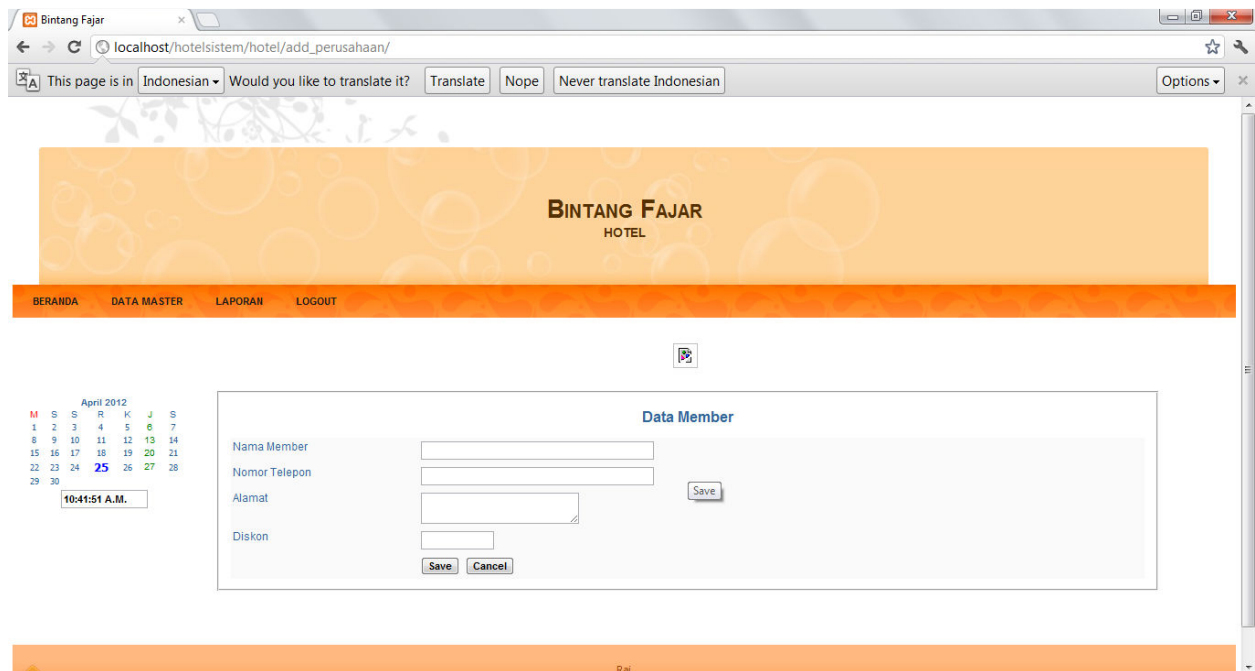 Bintang Fajar
localhost/hotelsistem/hotel/add_perusahaan/
This page is in Indonesian Would you like to translate it? Translate Nope Never translate Indonesian Options
BINTANG FAJAR
HOTEL
BERANDA DATA MASTER LAPORAN LOGOUT
April 2012
M S S R K J S
1 2 3 4 5 6 7
8 9 10 11 12 13 14
15 16 17 18 19 20 21
22 23 24 25 26 27 28
29 30
10:41:51 A.M.
Data Member
Nama Member
Nomor Telepon
Save
Alamat
Diskon
Save Cancel